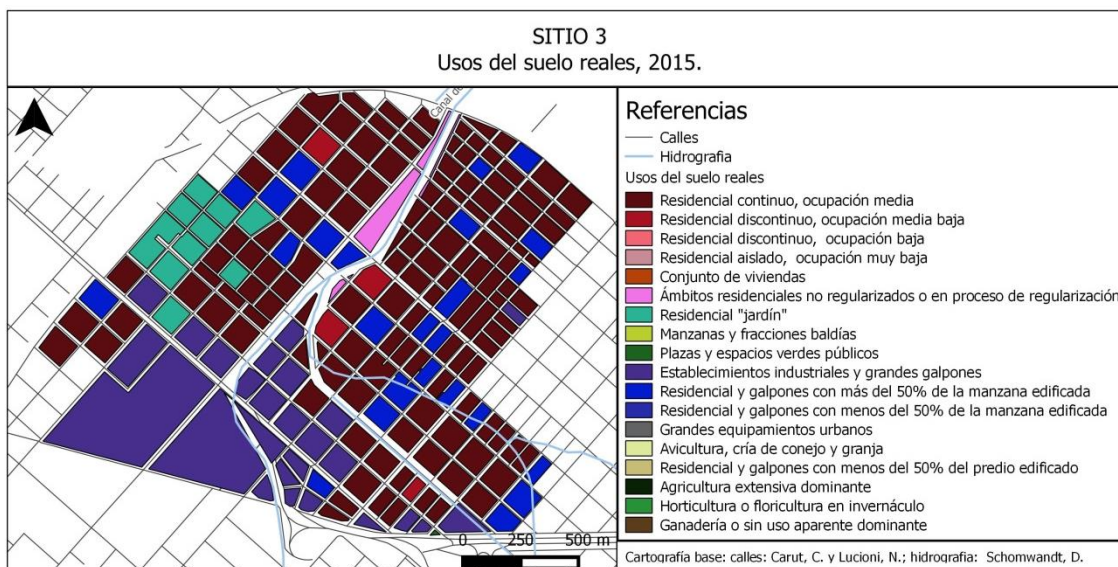 SITIO 3
Usos del suelo reales, 2015.
Canal de
0 250 500 m
Referencias
Calles
Hidrografia
Usos del suelo reales
Residencial continuo, ocupación media
Residencial discontinuo, ocupación media baja
Residencial discontinuo, ocupación baja
Residencial aislado, ocupación muy baja
Conjunto de viviendas
Ámbitos residenciales no regularizados o en proceso de regularización
Residencial "jardín"
Manzanas y fracciones baldías
Plazas y espacios verdes públicos
Establecimientos industriales y grandes galpones
Residencial y galpones con más del 50% de la manzana edificada
Residencial y galpones con menos del 50% de la manzana edificada
Grandes equipamientos urbanos
Avicultura, cría de conejo y granja
Residencial y galpones con menos del 50% del predio edificado
Agricultura extensiva dominante
Horticultura o floricultura en invernáculo
Ganadería o sin uso aparente dominante
Cartografía base: calles: Carut, C. y Lucioni, N.; hidrografia: Schomwandt, D.